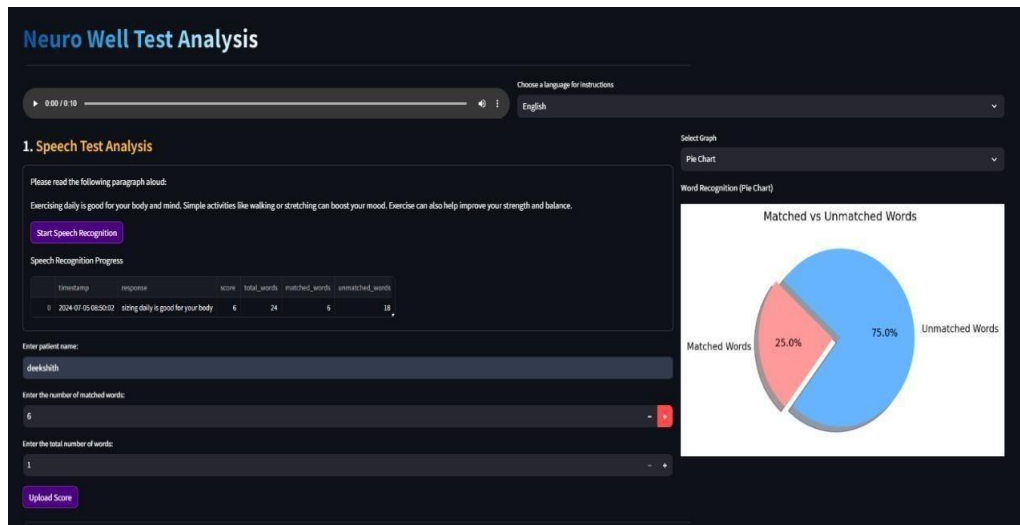 Neuro Well Test Analysis
Choose a language for instructions
0:00 / 0:10
English
1. Speech Test Analysis
Please read the following paragraph aloud:
Exercising daily is good for your body and mind. Simple activities like walking or stretching can boost your mood. Exercise can also help improve your strength and balance.
Start Speech Recognition
Speech Recognition Progress
timestamp response score total_words matched_words unmatched_words
0 2024-07-05 08:50:02 sizing daily is good for your body 6 24 6 18
Enter patient name:
deekshith
Enter the number of matched words:
6 - +
Enter the total number of words:
1 - +
Upload Score
Select Graph
Pie Chart
Word Recognition (Pie Chart)
Matched vs Unmatched Words
Matched Words
25.0%
75.0%
Unmatched Words